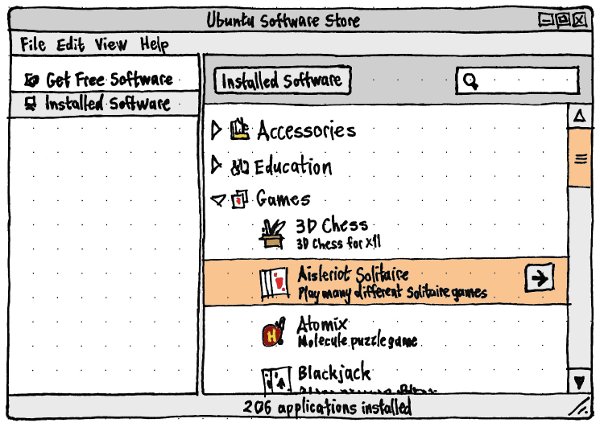 Ubuntu Software Store
File Edit View Help
Get Free Software
Installed Software
Installed Software
Accessories
Education
Games
3D Chess
3D Chess for X11
Aisleriot Solitaire
Play many different Solitaire games
Atomix
Molecule puzzle game
Blackjack
206 applications installed